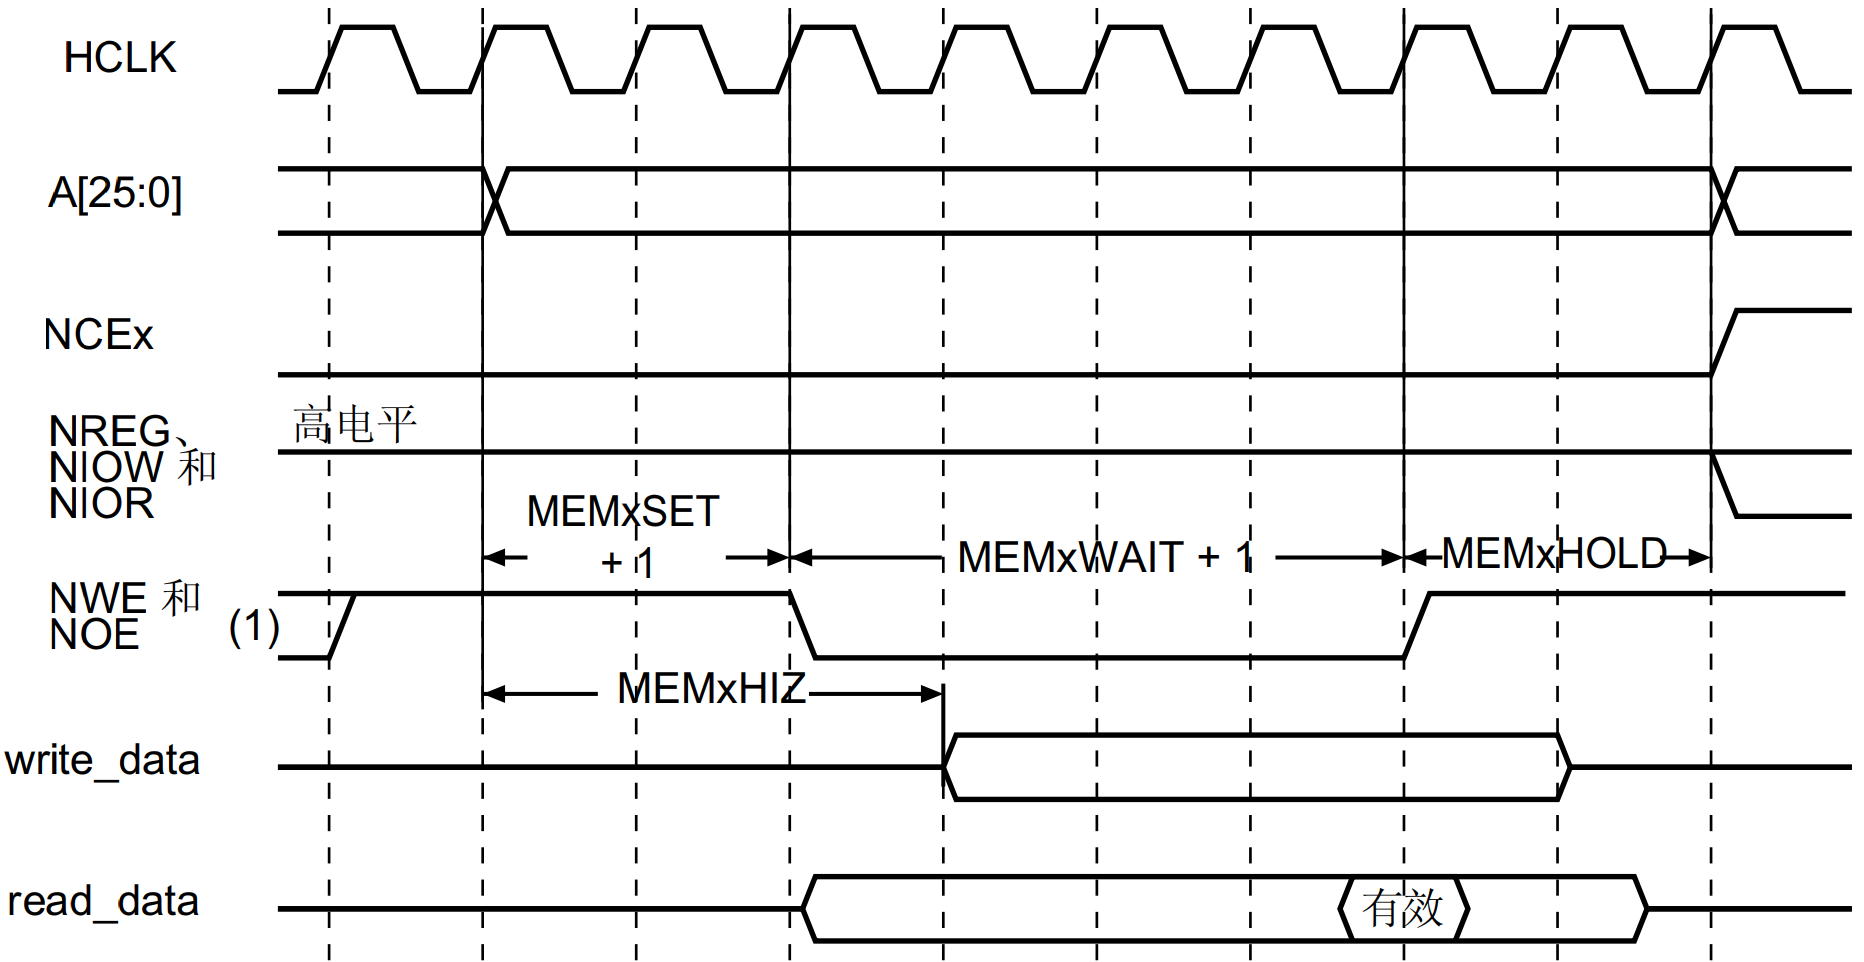 HCLK
A[25:0]
NCEx
高电平
NREG、
NIOW 和
NIOR
MEMxSET
+ 1
MEMxWAIT + 1
MEMxHOLD
NWE 和
NOE
(1)
MEMxHIZ
write_data
read_data
有效